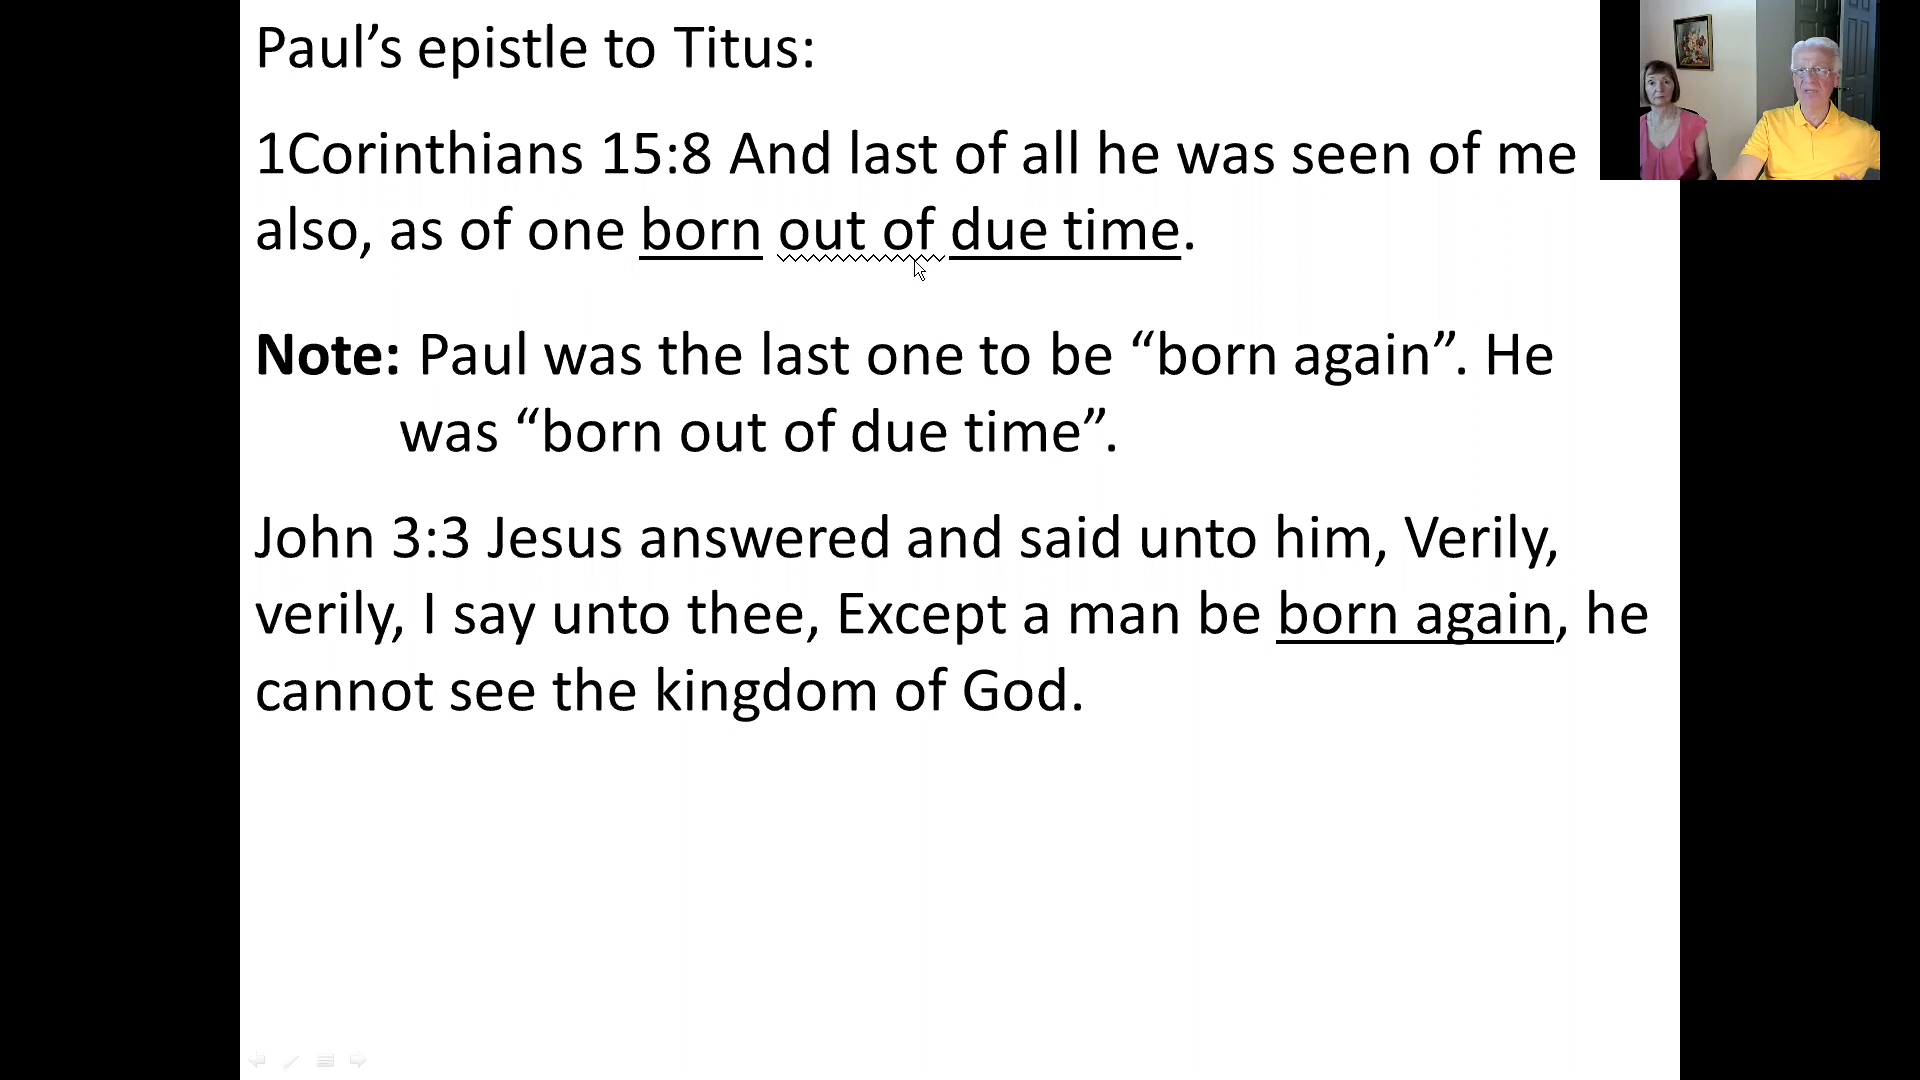 Paul’s epistle to Titus:
1Corinthians 15:8 And last of all he was seen of me
also, as of one born out of due time.
Note: Paul was the last one to be “born again”. He
was “born out of due time”.
John 3:3 Jesus answered and said unto him, Verily,
verily, I say unto thee, Except a man be born again, he
cannot see the kingdom of God.